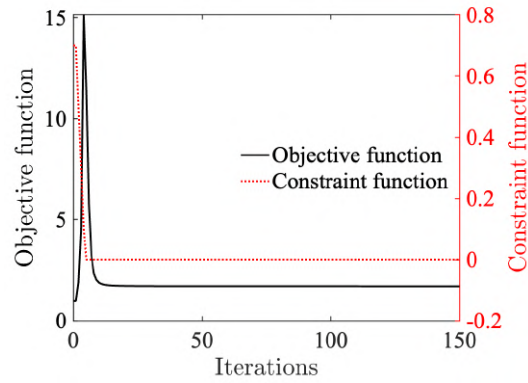 15
10
5
0
Objective function
0.8
0.6
0.4
0.2
0
-0.2
Constraint function
Objective function
Constraint function
0
50
100
150
Iterations